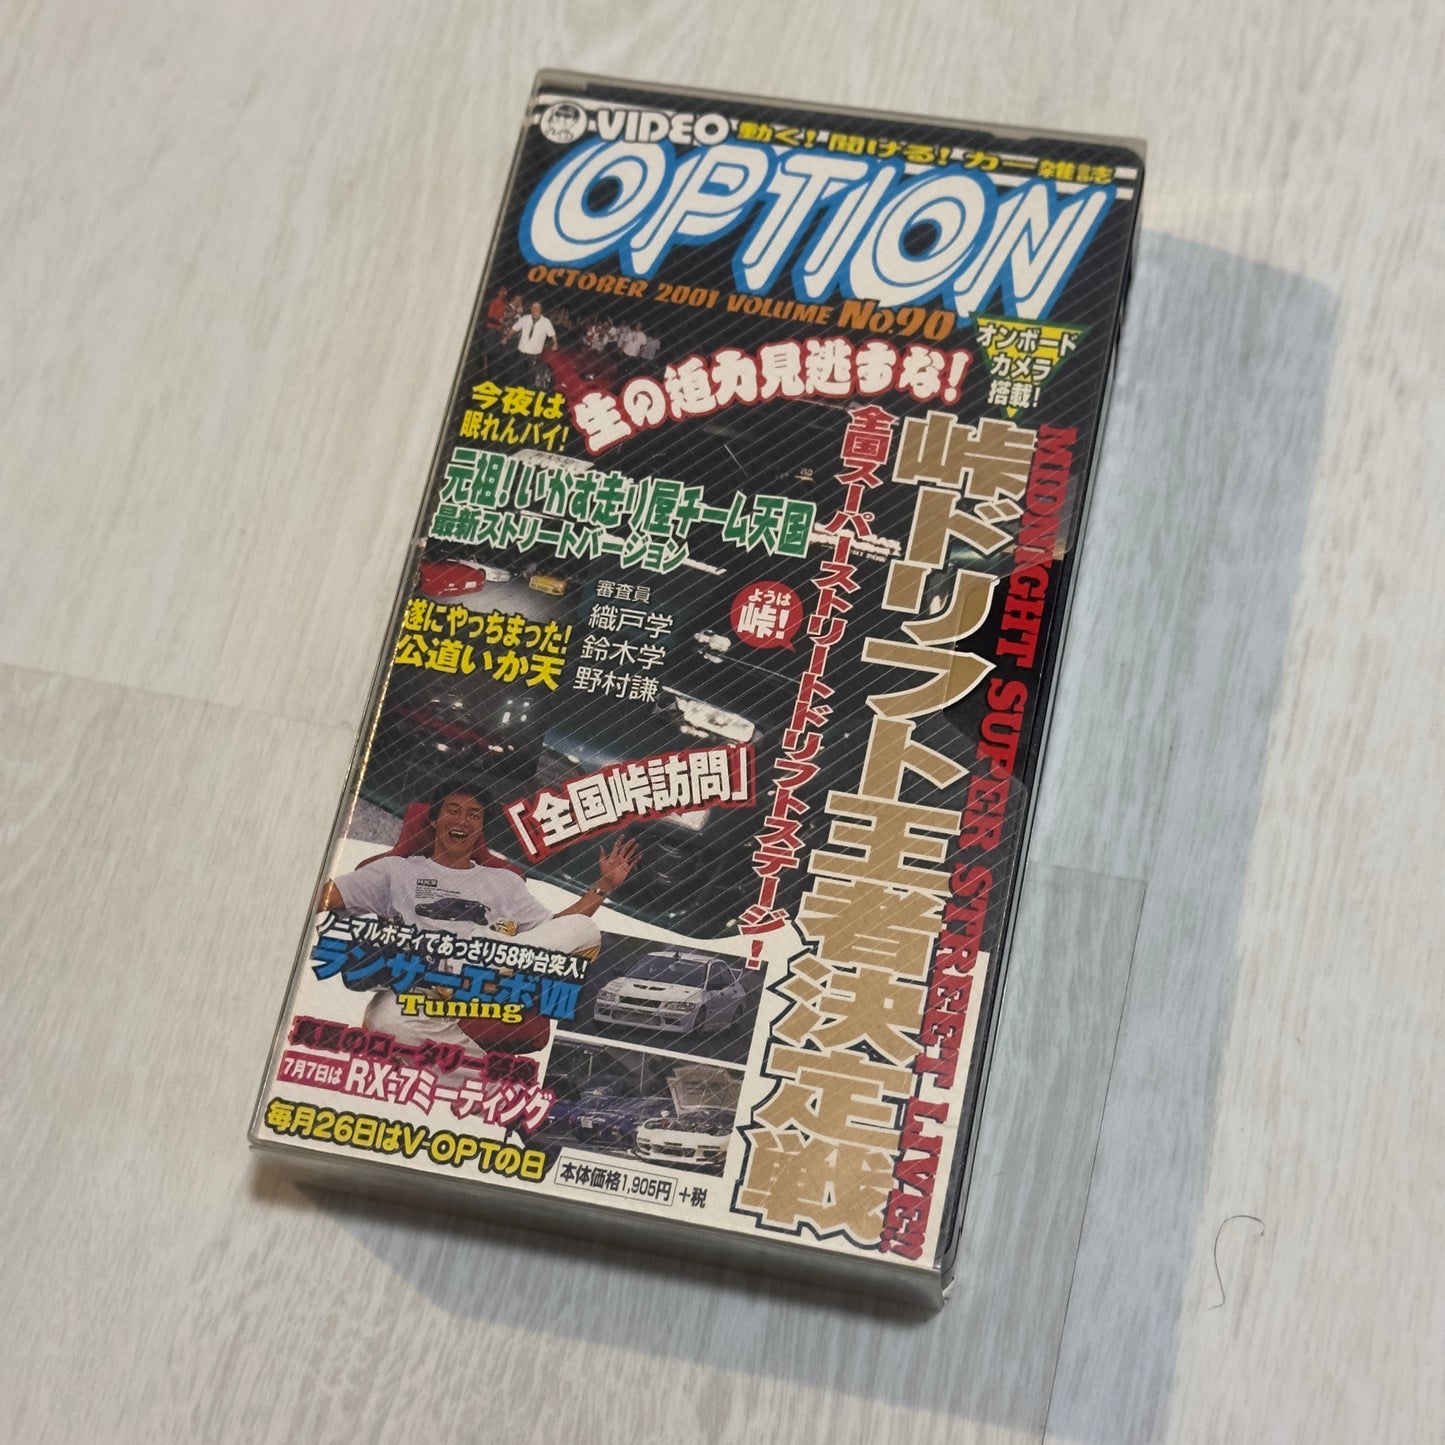 VIDEO 動く!聞ける!カー雑誌
OPTION
OCTOBER 2001 VOLUME No.90
オンボード
カメラ
搭載!
生の迫力見逃すな!
今夜は
眠れんバイ!
元祖!いかす走り屋チーム天国
最新ストリートバージョン
MIDNIGHT SUPER STREET LIVE!!
峠ドリフト王者決定戦
全国スーパーストリートドリフトステージ!
ようは
峠!
遂にやっちまった!
公道いか天
審査員
織戸学
鈴木学
野村謙
「全国峠訪問」
HKS
ノーマルボディであっさり58秒台突入!
ランサーエボVII
Tuning
真夏のロータリー
7月7日は RX-7ミーティング
毎月26日はV-OPTの日
本体価格1,905円 +税